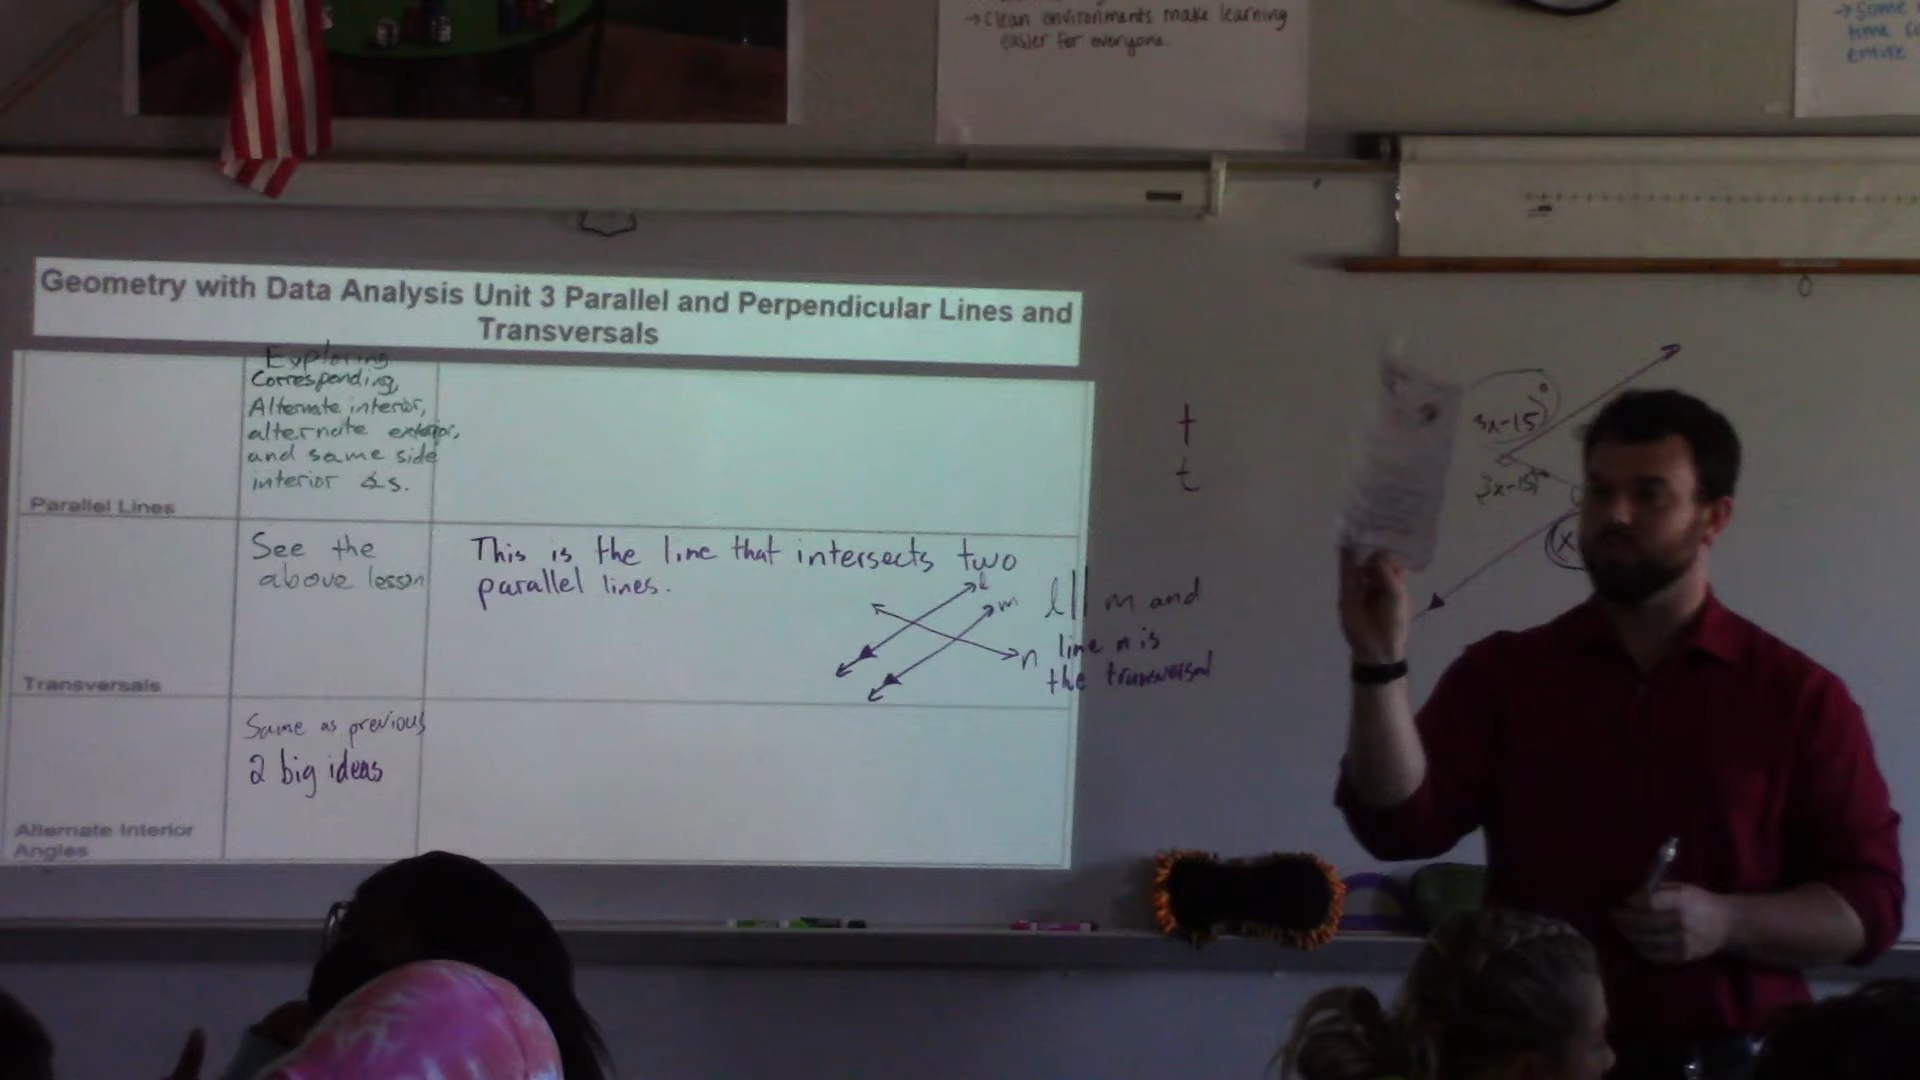 → Clean environments make learning
easier for everyone.
→ Some
time
entire
Geometry with Data Analysis Unit 3 Parallel and Perpendicular Lines and
Transversals
Exploring
Corresponding,
Alternate interior,
alternate exterior,
and same side
interior ∡s.
Parallel Lines
See the
above lesson
This is the line that intersects two
parallel lines.
l
m
n
l || m and
line n is
the transversal
Transversals
Same as previous
2 big ideas
Alternate Interior
Angles
t
t
3x-15°
3x-15°
x